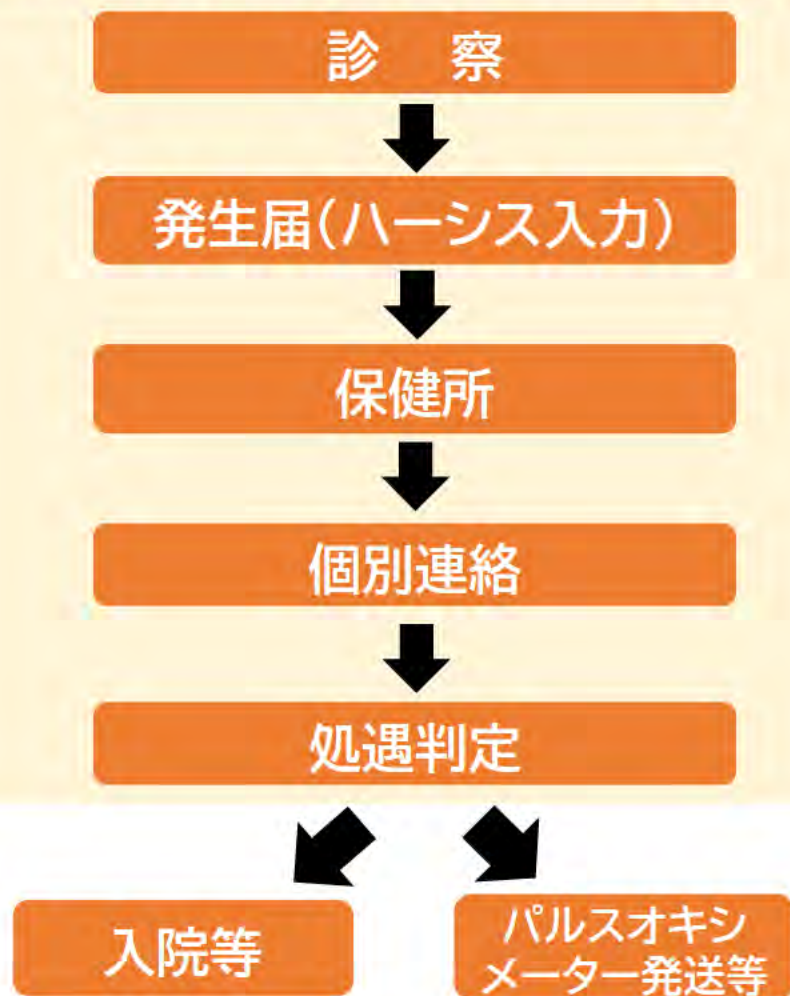 診　察
発生届（ハーシス入力）
保健所
個別連絡
処遇判定
入院等
パルスオキシ
メーター発送等